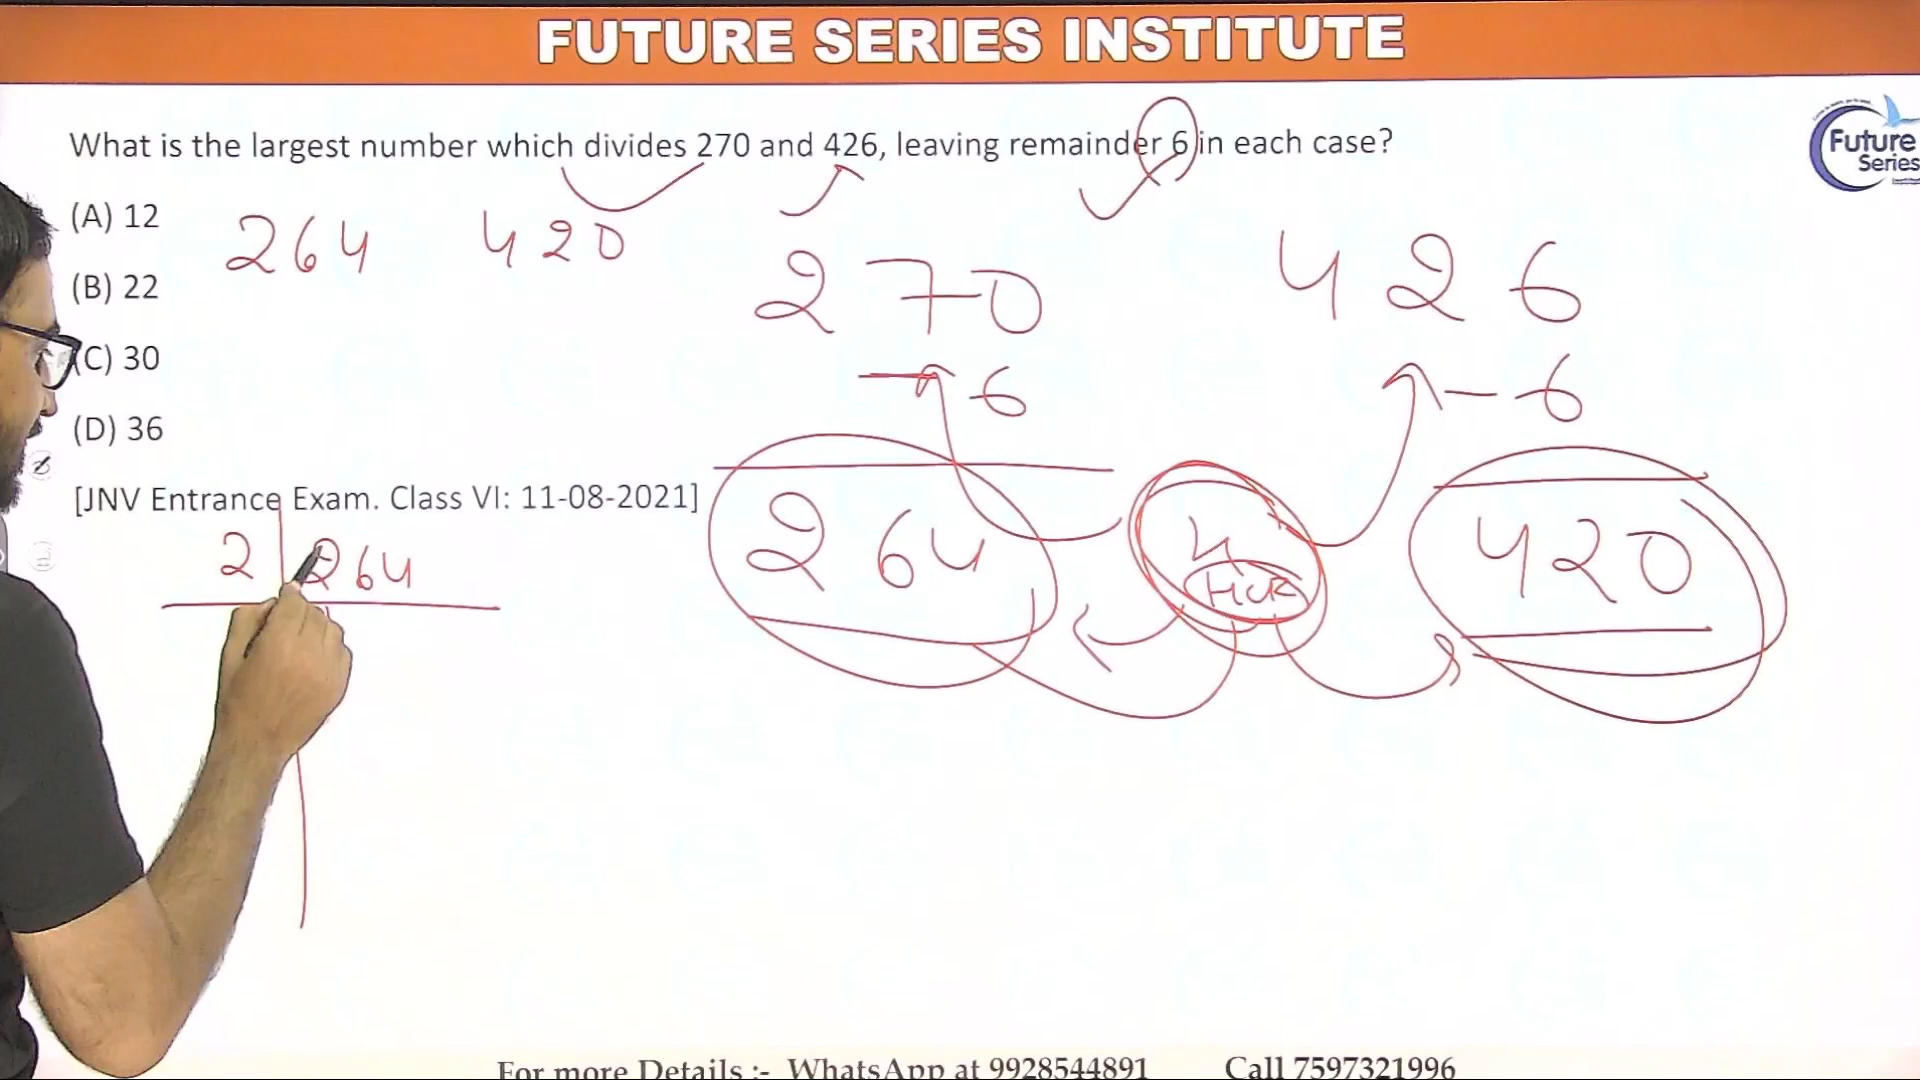 FUTURE SERIES INSTITUTE
Future
Series
What is the largest number which divides 270 and 426, leaving remainder 6 in each case?
(A) 12
264 420
(B) 22
270 426
(C) 30
- 6 - 6
(D) 36
[JNV Entrance Exam. Class VI: 11-08-2021]
264 4 420
HCF
2 264
For more Details :- WhatsApp at 9928544891 Call 7597321996